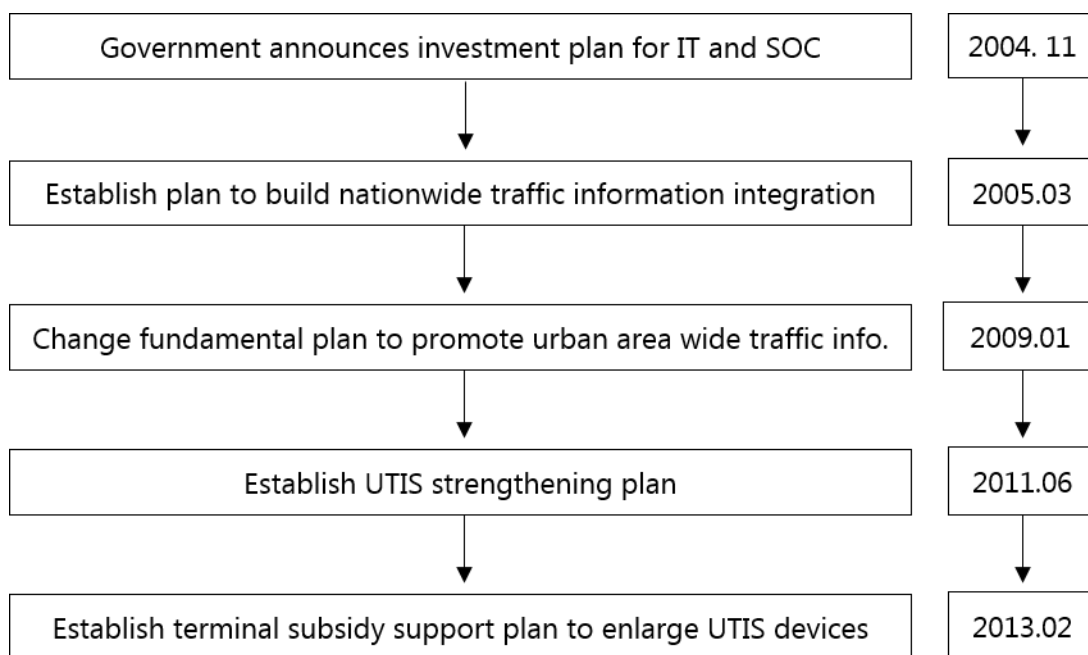 Government announces investment plan for IT and SOC
2004. 11
Establish plan to build nationwide traffic information integration
2005.03
Change fundamental plan to promote urban area wide traffic info.
2009.01
Establish UTIS strengthening plan
2011.06
Establish terminal subsidy support plan to enlarge UTIS devices
2013.02